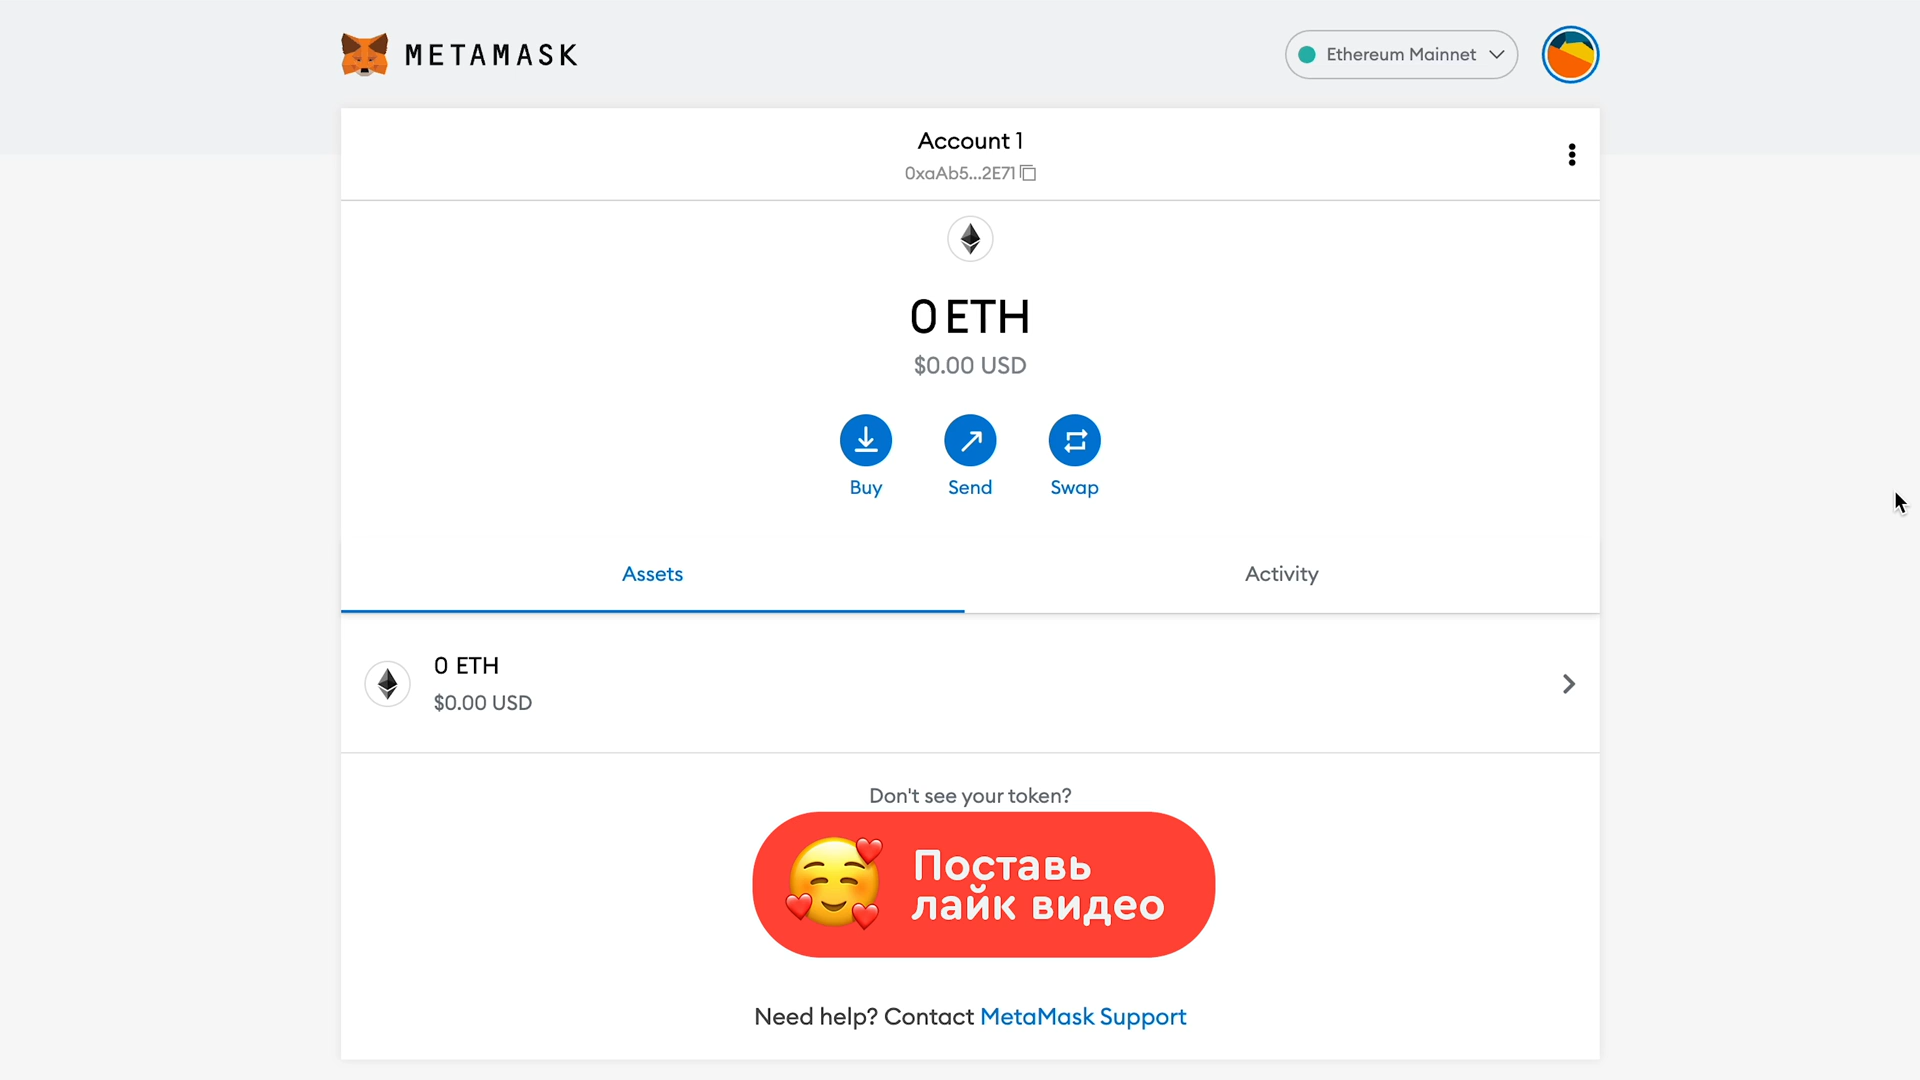 METAMASK
Ethereum Mainnet
Account 1
0xaAb5...2E71
0 ETH
$0.00 USD
Buy
Send
Swap
Assets
Activity
0 ETH
$0.00 USD
Don't see your token?
Поставь
лайк видео
Need help? Contact MetaMask Support